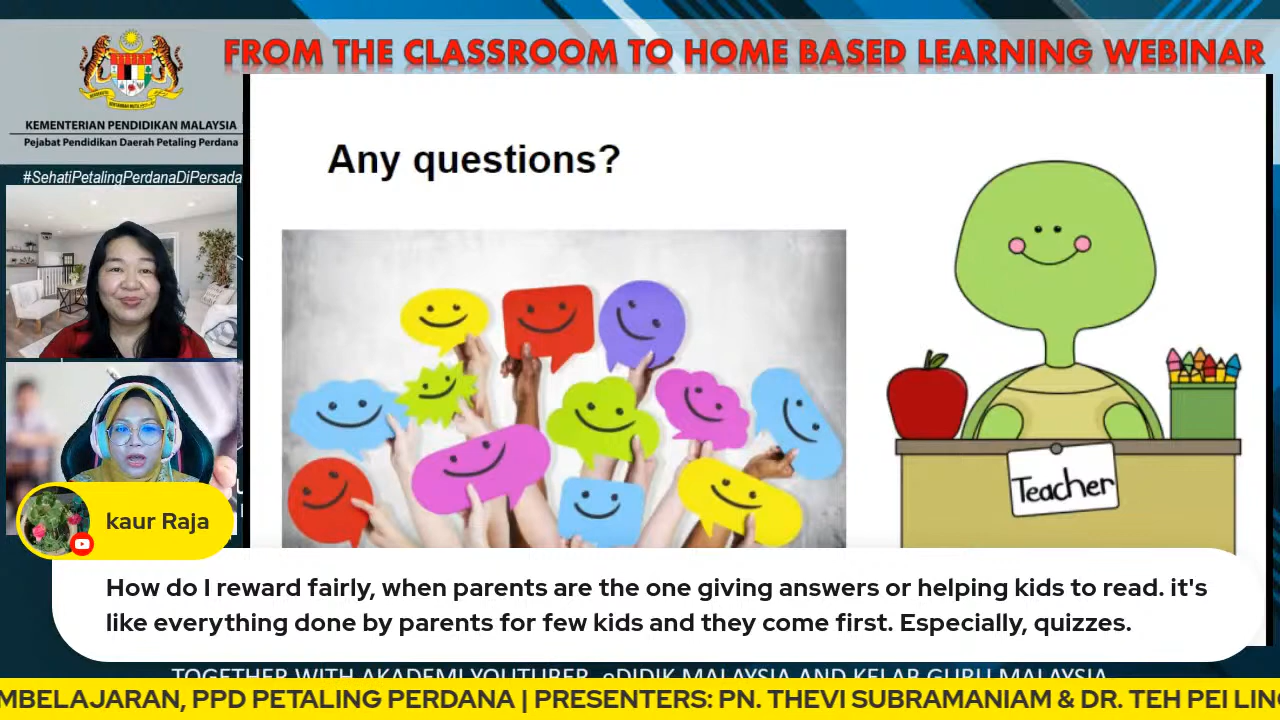 FROM THE CLASSROOM TO HOME BASED LEARNING WEBINAR
KEMENTERIAN PENDIDIKAN MALAYSIA
Pejabat Pendidikan Daerah Petaling Perdana
#SehatiPetalingPerdanaDiPersada
Any questions?
Teacher
kaur Raja
How do I reward fairly, when parents are the one giving answers or helping kids to read. it's
like everything done by parents for few kids and they come first. Especially, quizzes.
TOGETHER WITH AKADEMI YOUTUBER, eDIDIK MALAYSIA AND KELAB GURU MALAYSIA
MBELAJARAN, PPD PETALING PERDANA | PRESENTERS: PN. THEVI SUBRAMANIAM & DR. TEH PEI LING